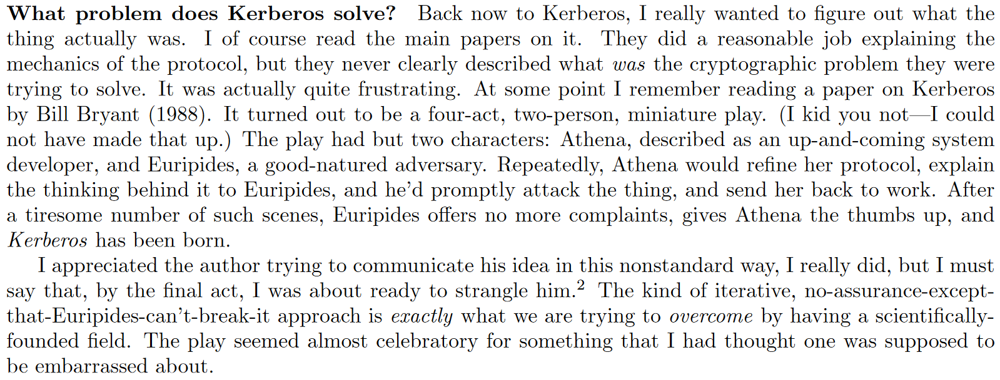 What problem does Kerberos solve? Back now to Kerberos, I really wanted to figure out what the
thing actually was. I of course read the main papers on it. They did a reasonable job explaining the
mechanics of the protocol, but they never clearly described what was the cryptographic problem they were
trying to solve. It was actually quite frustrating. At some point I remember reading a paper on Kerberos
by Bill Bryant (1988). It turned out to be a four-act, two-person, miniature play. (I kid you not—I could
not have made that up.) The play had but two characters: Athena, described as an up-and-coming system
developer, and Euripides, a good-natured adversary. Repeatedly, Athena would refine her protocol, explain
the thinking behind it to Euripides, and he'd promptly attack the thing, and send her back to work. After
a tiresome number of such scenes, Euripides offers no more complaints, gives Athena the thumbs up, and
Kerberos has been born.
I appreciated the author trying to communicate his idea in this nonstandard way, I really did, but I must
say that, by the final act, I was about ready to strangle him.² The kind of iterative, no-assurance-except-
that-Euripides-can't-break-it approach is exactly what we are trying to overcome by having a scientifically-
founded field. The play seemed almost celebratory for something that I had thought one was supposed to
be embarrassed about.